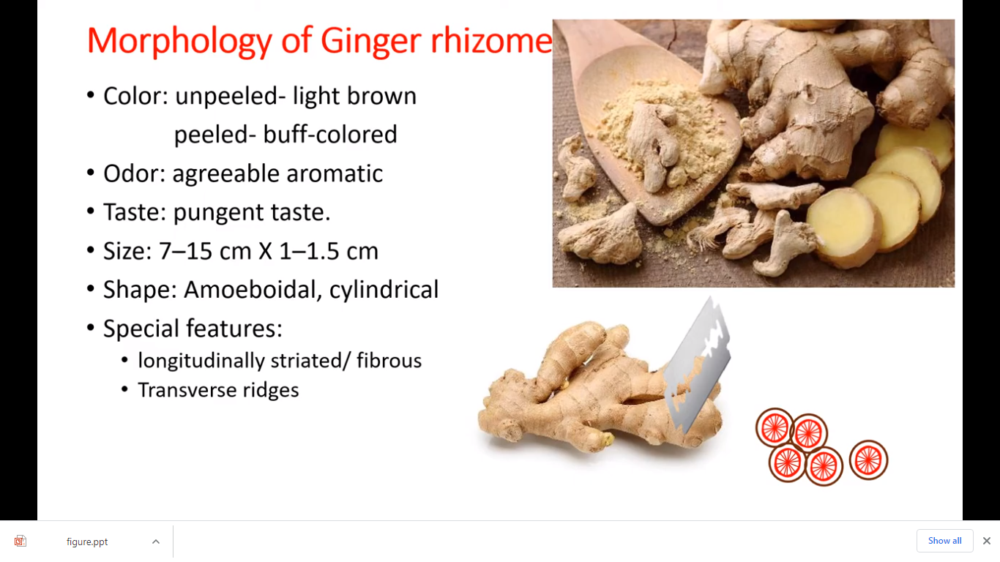 Morphology of Ginger rhizome
• Color: unpeeled- light brown
peeled- buff-colored
• Odor: agreeable aromatic
• Taste: pungent taste.
• Size: 7–15 cm X 1–1.5 cm
• Shape: Amoeboidal, cylindrical
• Special features:
• longitudinally striated/ fibrous
• Transverse ridges
figure.ppt
Show all